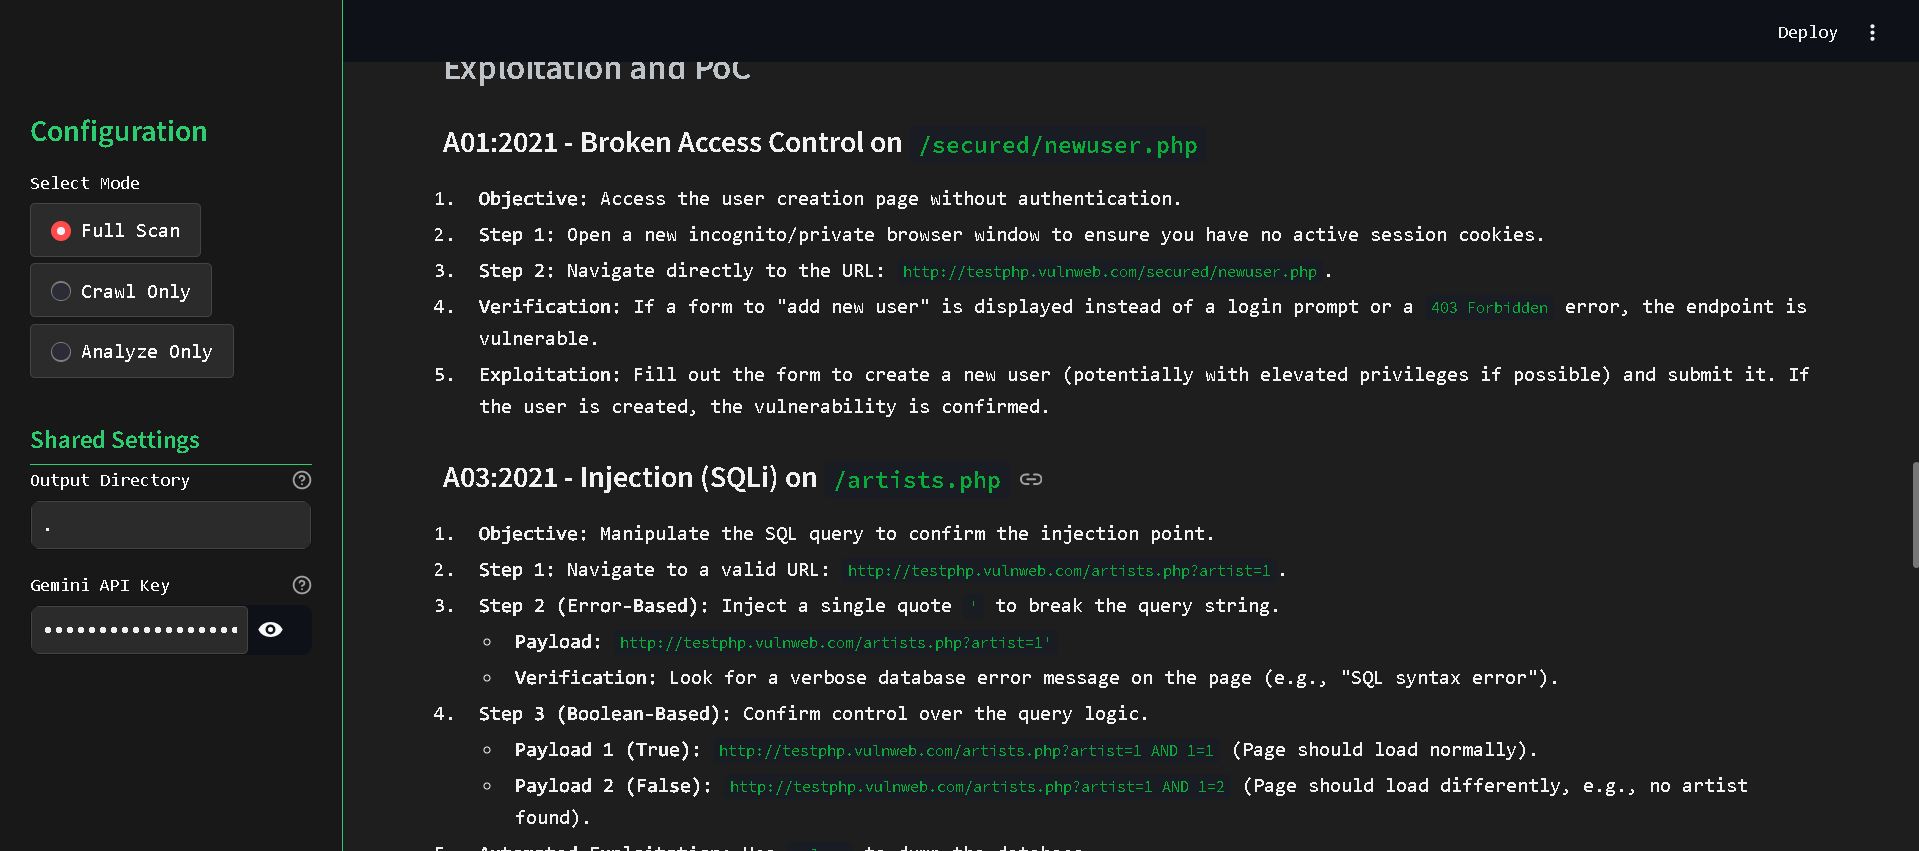 Deploy
Configuration
Select Mode
Full Scan
Crawl Only
Analyze Only
Shared Settings
Output Directory
.
Gemini API Key
••••••••••••••••••
Exploitation and PoC
A01:2021 - Broken Access Control on /secured/newuser.php
1. Objective: Access the user creation page without authentication.
2. Step 1: Open a new incognito/private browser window to ensure you have no active session cookies.
3. Step 2: Navigate directly to the URL: http://testphp.vulnweb.com/secured/newuser.php.
4. Verification: If a form to "add new user" is displayed instead of a login prompt or a 403 Forbidden error, the endpoint is
vulnerable.
5. Exploitation: Fill out the form to create a new user (potentially with elevated privileges if possible) and submit it. If
the user is created, the vulnerability is confirmed.
A03:2021 - Injection (SQLi) on /artists.php
1. Objective: Manipulate the SQL query to confirm the injection point.
2. Step 1: Navigate to a valid URL: http://testphp.vulnweb.com/artists.php?artist=1.
3. Step 2 (Error-Based): Inject a single quote ' to break the query string.
◦ Payload: http://testphp.vulnweb.com/artists.php?artist=1'
◦ Verification: Look for a verbose database error message on the page (e.g., "SQL syntax error").
4. Step 3 (Boolean-Based): Confirm control over the query logic.
◦ Payload 1 (True): http://testphp.vulnweb.com/artists.php?artist=1 AND 1=1 (Page should load normally).
◦ Payload 2 (False): http://testphp.vulnweb.com/artists.php?artist=1 AND 1=2 (Page should load differently, e.g., no artist
found).
5. Automated Exploitation: Use to dump the database.